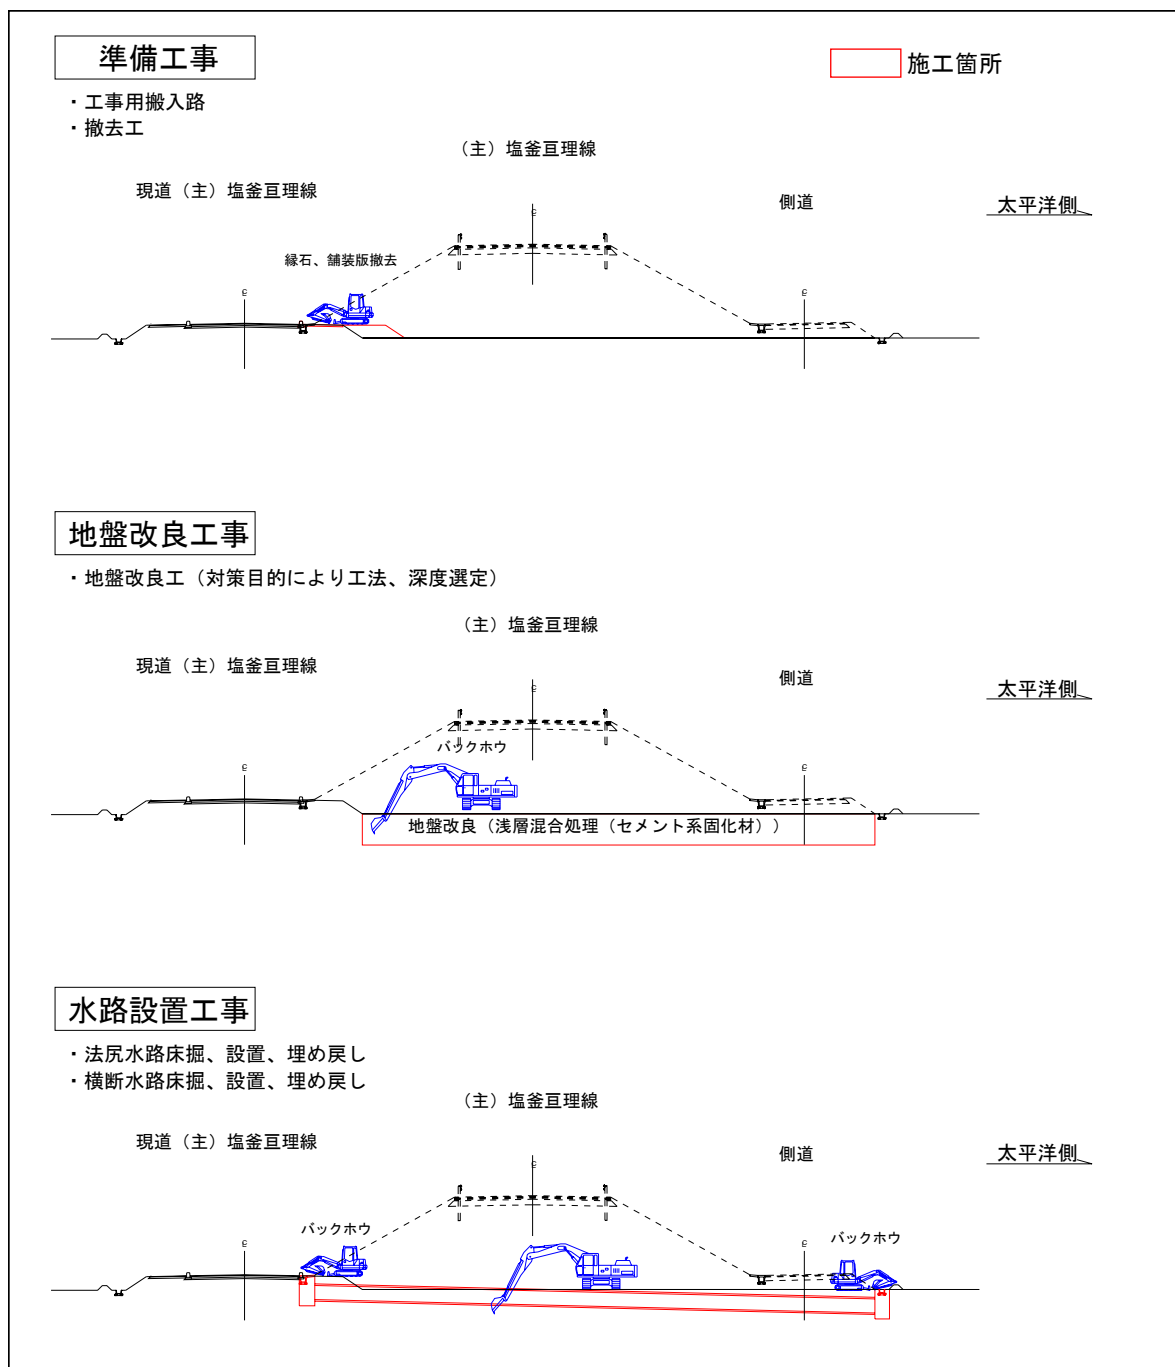 準備工事
施工箇所
・工事用搬入路
・撤去工
（主）塩釜亘理線
現道（主）塩釜亘理線
側道
太平洋側
縁石、舗装版撤去
地盤改良工事
・地盤改良工（対策目的により工法、深度選定）
（主）塩釜亘理線
現道（主）塩釜亘理線
側道
太平洋側
バックホウ
地盤改良（浅層混合処理（セメント系固化材））
水路設置工事
・法尻水路床掘、設置、埋め戻し
・横断水路床掘、設置、埋め戻し
（主）塩釜亘理線
現道（主）塩釜亘理線
側道
太平洋側
バックホウ
バックホウ